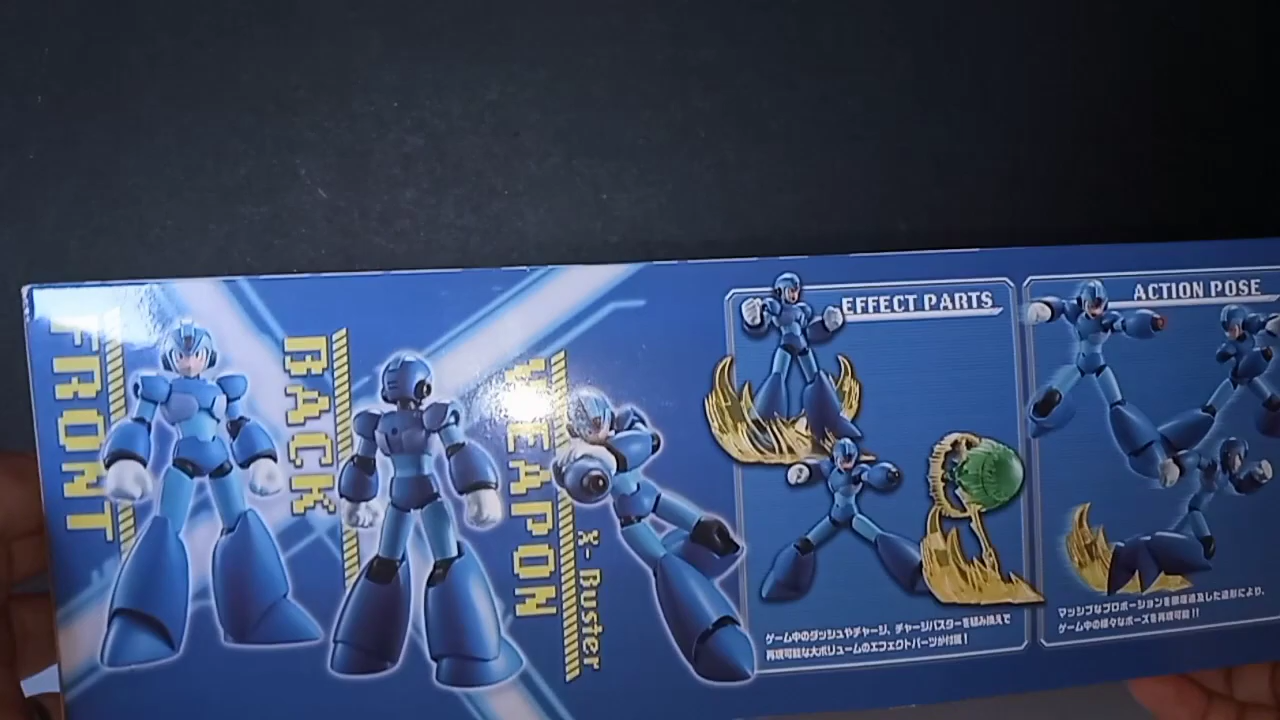 FRONT
BACK
WEAPON
X-Buster
EFFECT PARTS
ゲーム中のダッシュやチャージ、チャージバスターを組み換えで
再現可能な大ボリュームのエフェクトパーツが付属！
ACTION POSE
マッシブなプロポーションを徹底追及した造形により、
ゲーム中の様々なポーズを再現可能!!